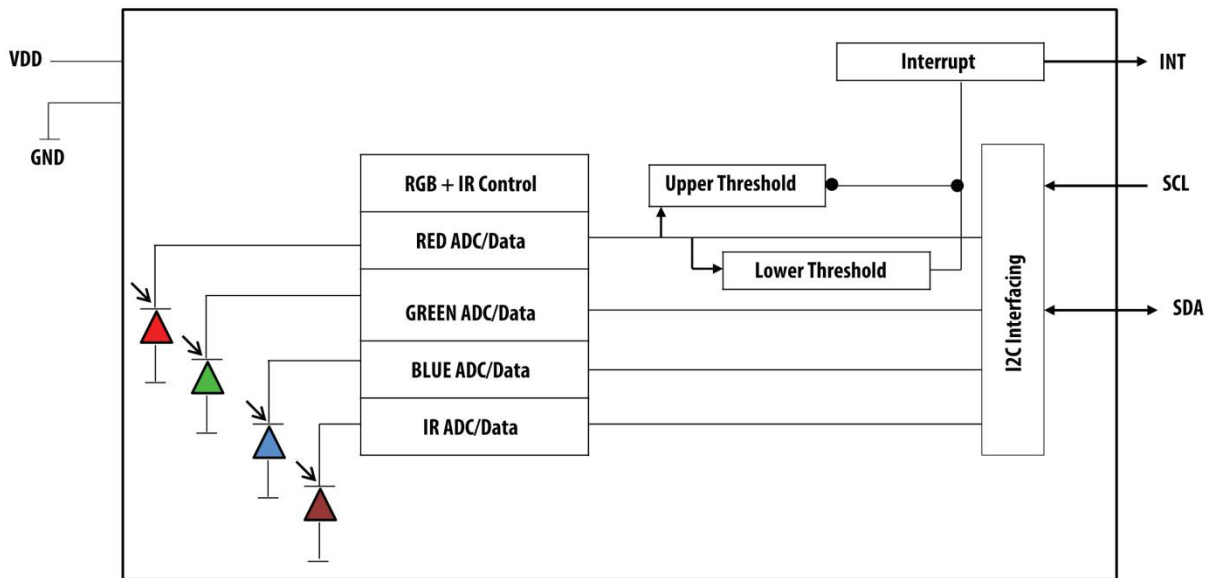 VDD
GND
Interrupt
INT
RGB + IR Control
Upper Threshold
SCL
RED ADC/Data
Lower Threshold
GREEN ADC/Data
SDA
BLUE ADC/Data
IR ADC/Data
I2C Interfacing